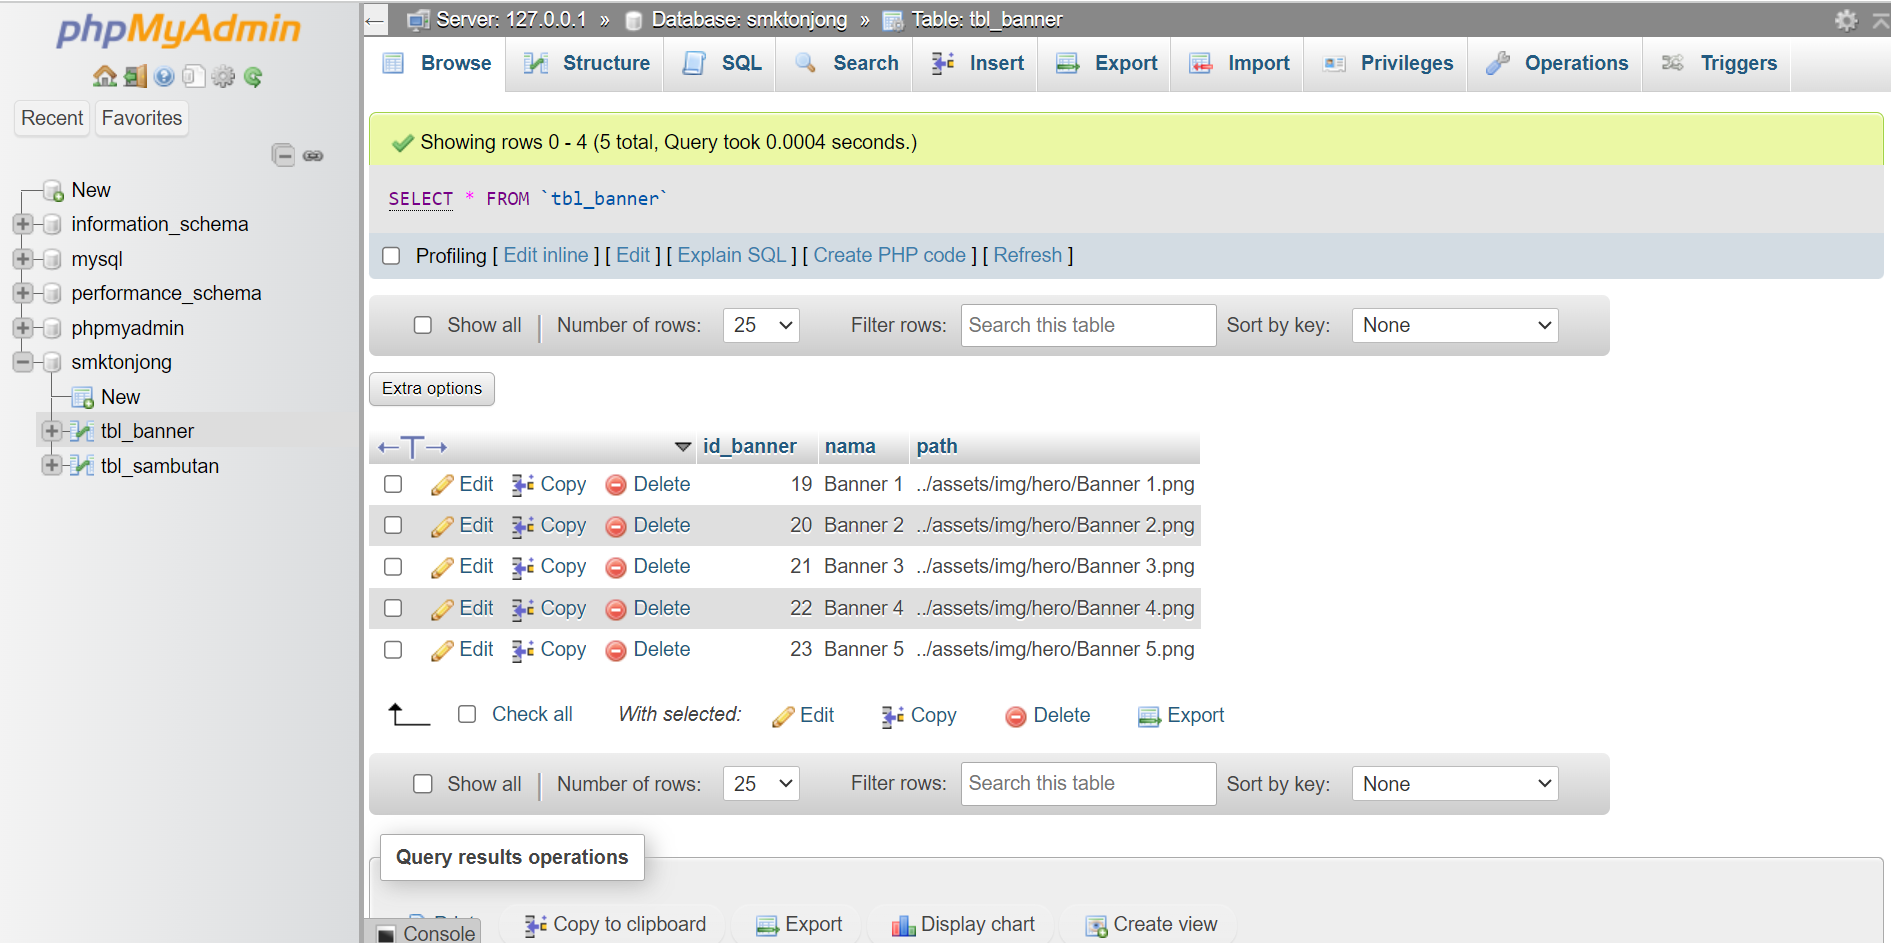 phpMyAdmin
Recent Favorites
New
information_schema
mysql
performance_schema
phpmyadmin
smktonjong
New
tbl_banner
tbl_sambutan
Server: 127.0.0.1 » Database: smktonjong » Table: tbl_banner
Browse Structure SQL Search Insert Export Import Privileges Operations Triggers
Showing rows 0 - 4 (5 total, Query took 0.0004 seconds.)
SELECT * FROM `tbl_banner`
Profiling [ Edit inline ] [ Edit ] [ Explain SQL ] [ Create PHP code ] [ Refresh ]
Show all | Number of rows: 25 Filter rows: Search this table Sort by key: None
Extra options
←T→ id_banner nama path
Edit Copy Delete 19 Banner 1 ../assets/img/hero/Banner 1.png
Edit Copy Delete 20 Banner 2 ../assets/img/hero/Banner 2.png
Edit Copy Delete 21 Banner 3 ../assets/img/hero/Banner 3.png
Edit Copy Delete 22 Banner 4 ../assets/img/hero/Banner 4.png
Edit Copy Delete 23 Banner 5 ../assets/img/hero/Banner 5.png
Check all With selected: Edit Copy Delete Export
Show all | Number of rows: 25 Filter rows: Search this table Sort by key: None
Query results operations
Print Copy to clipboard Export Display chart Create view
Console